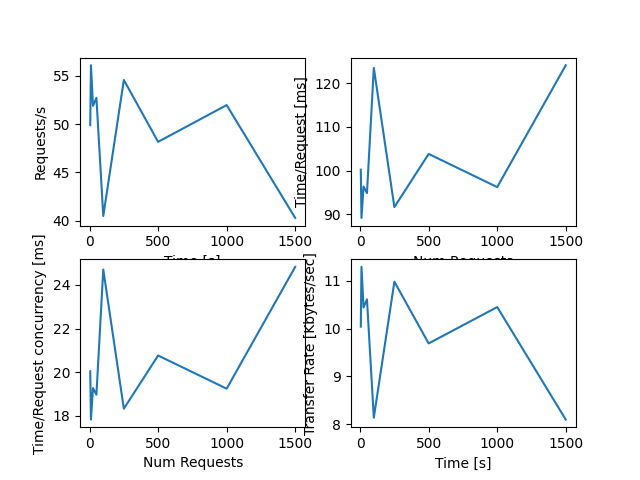 Requests/s
55
50
45
40
0 500 1000 1500
Time [s]
Time/Request [ms]
120
110
100
90
0 500 1000 1500
Num Requests
Time/Request concurrency [ms]
24
22
20
18
0 500 1000 1500
Num Requests
Transfer Rate [Kbytes/sec]
11
10
9
8
0 500 1000 1500
Time [s]